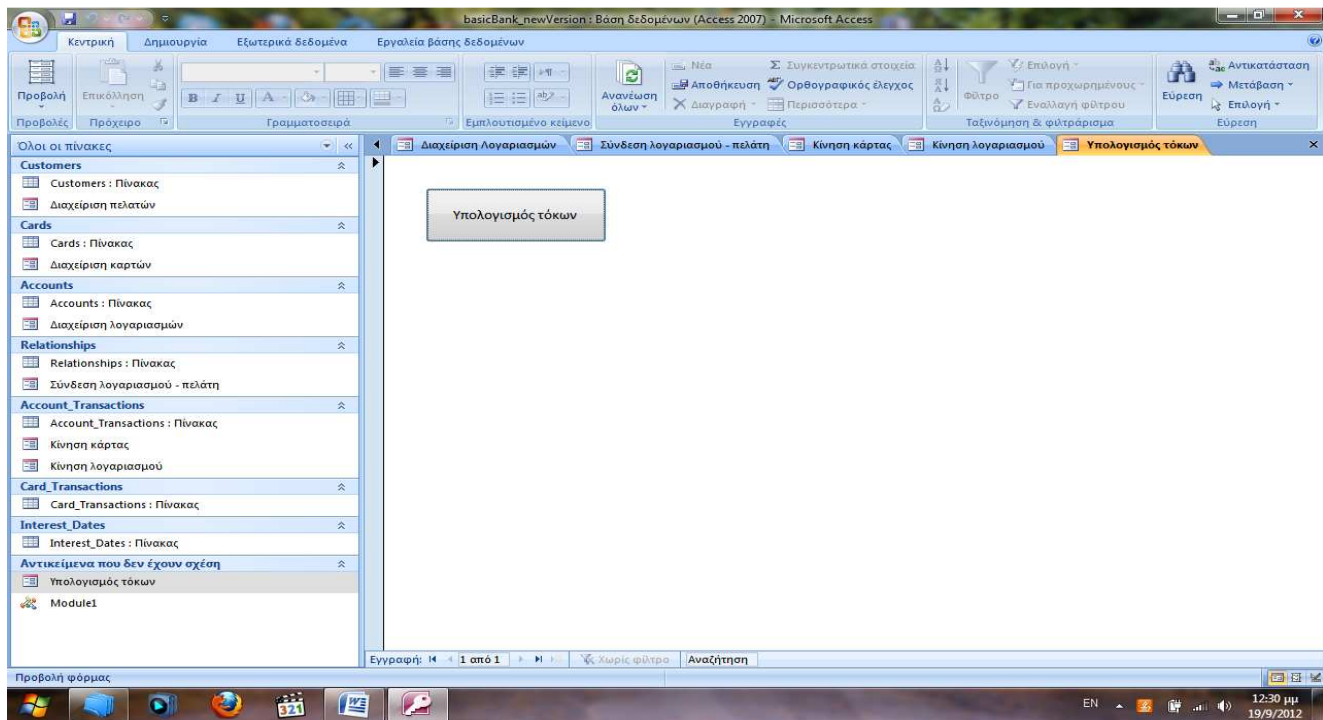 basicBank_newVersion : Βάση δεδομένων (Access 2007) - Microsoft Access
Κεντρική Δημιουργία Εξωτερικά δεδομένα Εργαλεία βάσης δεδομένων
Προβολή
Προβολές
Επικόλληση
Πρόχειρο
B I U A
Γραμματοσειρά
ab
Εμπλουτισμένο κείμενο
Ανανέωση όλων
Νέα
Αποθήκευση
Διαγραφή
Σ Συγκεντρωτικά στοιχεία
Ορθογραφικός έλεγχος
Περισσότερα
Εγγραφές
Φίλτρο
Επιλογή
Για προχωρημένους
Εναλλαγή φίλτρου
Ταξινόμηση & φιλτράρισμα
Εύρεση
Αντικατάσταση
Μετάβαση
Επιλογή
Εύρεση
Όλοι οι πίνακες
Customers
Customers : Πίνακας
Διαχείριση πελατών
Cards
Cards : Πίνακας
Διαχείριση καρτών
Accounts
Accounts : Πίνακας
Διαχείριση λογαριασμών
Relationships
Relationships : Πίνακας
Σύνδεση λογαριασμού - πελάτη
Account_Transactions
Account_Transactions : Πίνακας
Κίνηση κάρτας
Κίνηση λογαριασμού
Card_Transactions
Card_Transactions : Πίνακας
Interest_Dates
Interest_Dates : Πίνακας
Αντικείμενα που δεν έχουν σχέση
Υπολογισμός τόκων
Module1
Διαχείριση Λογαριασμών Σύνδεση λογαριασμού - πελάτη Κίνηση κάρτας Κίνηση λογαριασμού Υπολογισμός τόκων
Υπολογισμός τόκων
Εγγραφή: 1 από 1 Χωρίς φίλτρο Αναζήτηση
Προβολή φόρμας
321
EN
12:30 μμ
19/9/2012